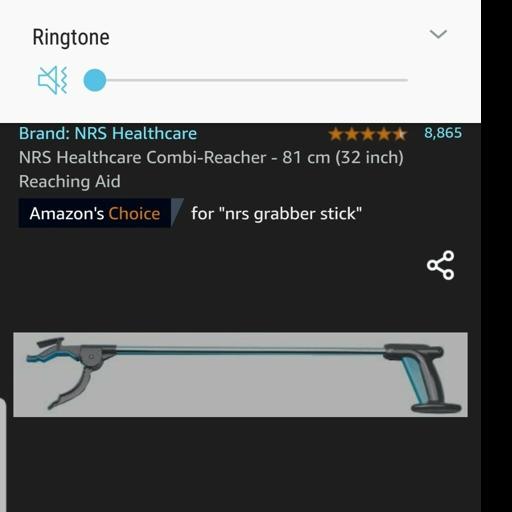 Ringtone
Brand: NRS Healthcare 8,865
NRS Healthcare Combi-Reacher - 81 cm (32 inch)
Reaching Aid
Amazon's Choice for "nrs grabber stick"